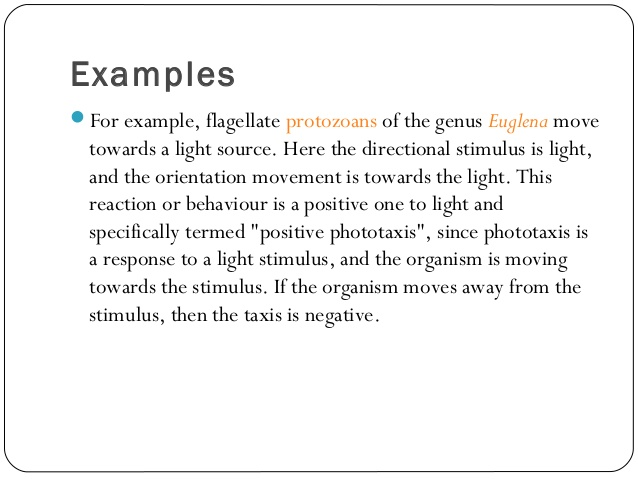 Examples
For example, flagellate protozoans of the genus Euglena move
towards a light source. Here the directional stimulus is light,
and the orientation movement is towards the light. This
reaction or behaviour is a positive one to light and
specifically termed "positive phototaxis", since phototaxis is
a response to a light stimulus, and the organism is moving
towards the stimulus. If the organism moves away from the
stimulus, then the taxis is negative.